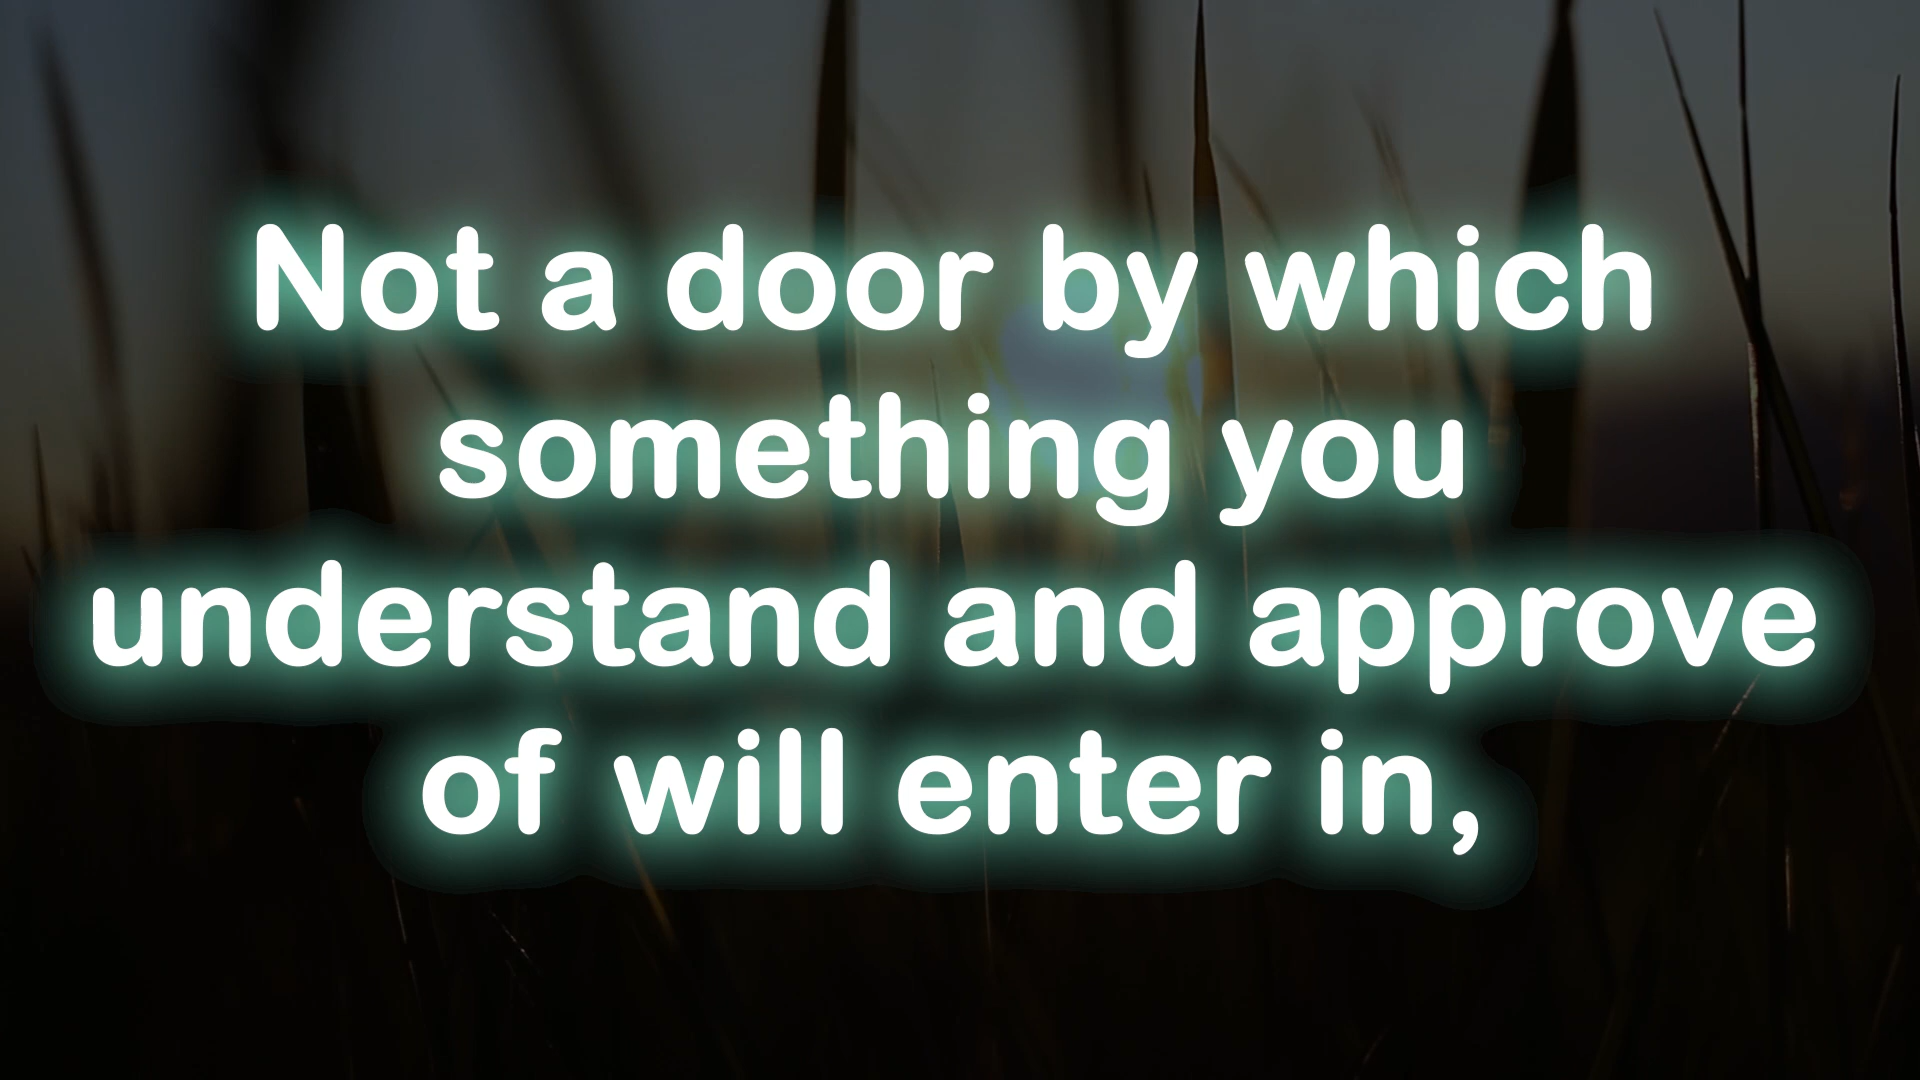 Not a door by which
something you
understand and approve
of will enter in,